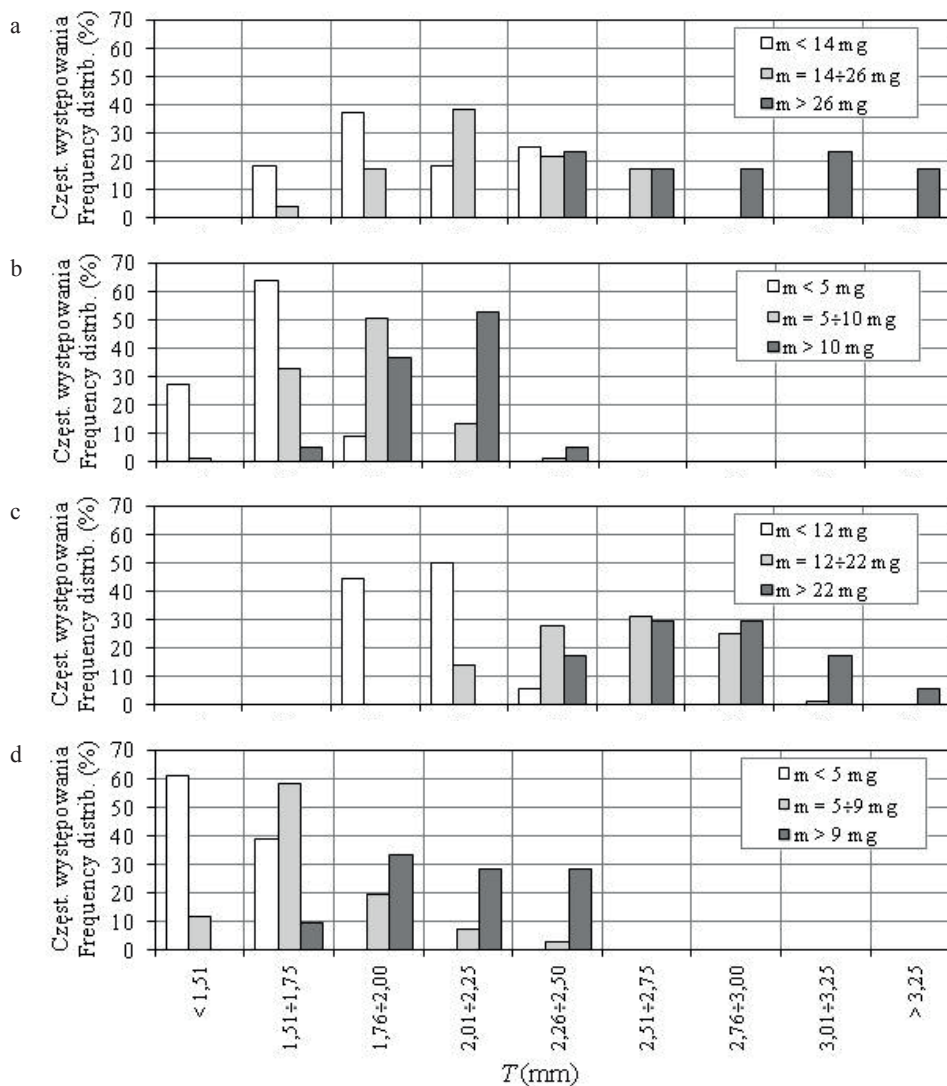 a
Częst. występowania
Frequency distrib. (%)
70
60
50
40
30
20
10
0
m < 14 mg
m = 14÷26 mg
m > 26 mg
b
Częst. występowania
Frequency distrib. (%)
70
60
50
40
30
20
10
0
m < 5 mg
m = 5÷10 mg
m > 10 mg
c
Częst. występowania
Frequency distrib. (%)
70
60
50
40
30
20
10
0
m < 12 mg
m = 12÷22 mg
m > 22 mg
d
Częst. występowania
Frequency distrib. (%)
70
60
50
40
30
20
10
0
m < 5 mg
m = 5÷9 mg
m > 9 mg
< 1,51
1,51÷1,75
1,76÷2,00
2,01÷2,25
2,26÷2,50
2,51÷2,75
2,76÷3,00
3,01÷3,25
> 3,25
T (mm)